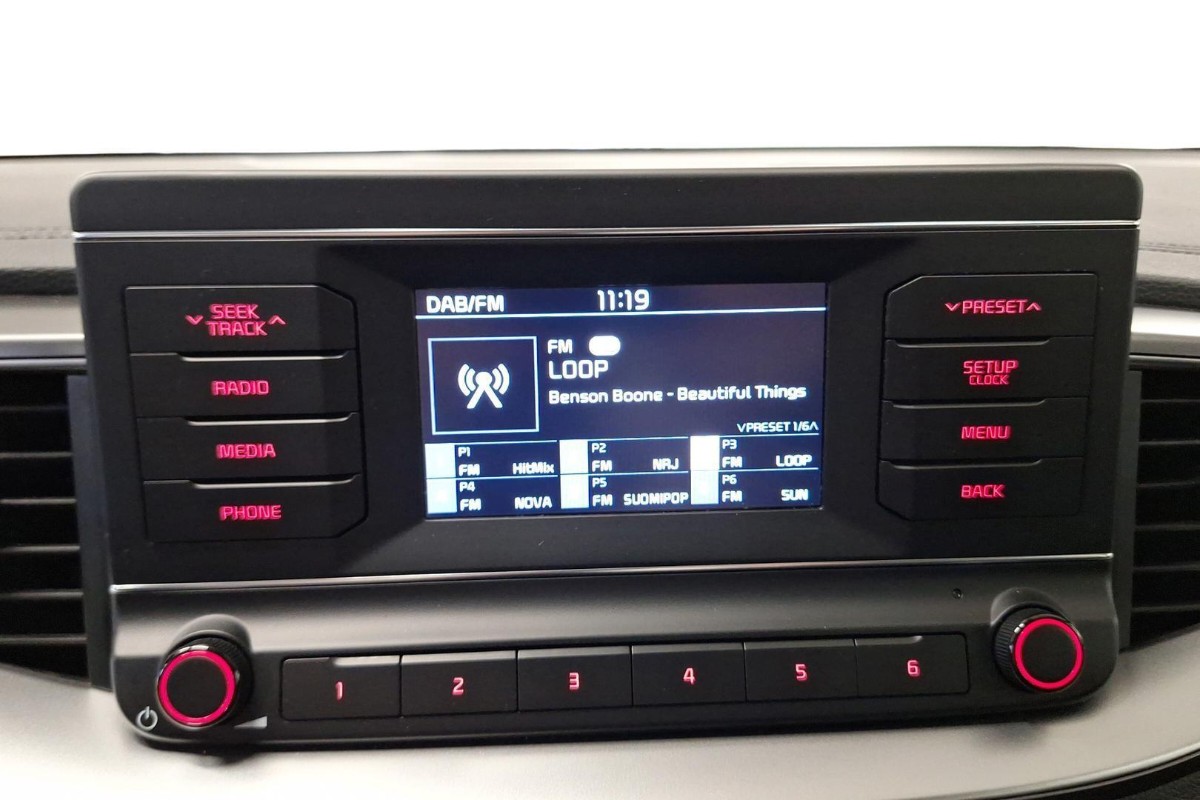 SEEK
TRACK
RADIO
MEDIA
PHONE
DAB/FM 11:19
FM
LOOP
Benson Boone - Beautiful Things
PRESET 1/6
P1
FM HitMix
P2
FM NRJ
P3
FM LOOP
P4
FM NOVA
P5
FM SUOMIPOP
P6
FM SUN
PRESET
SETUP
CLOCK
MENU
BACK
1 2 3 4 5 6